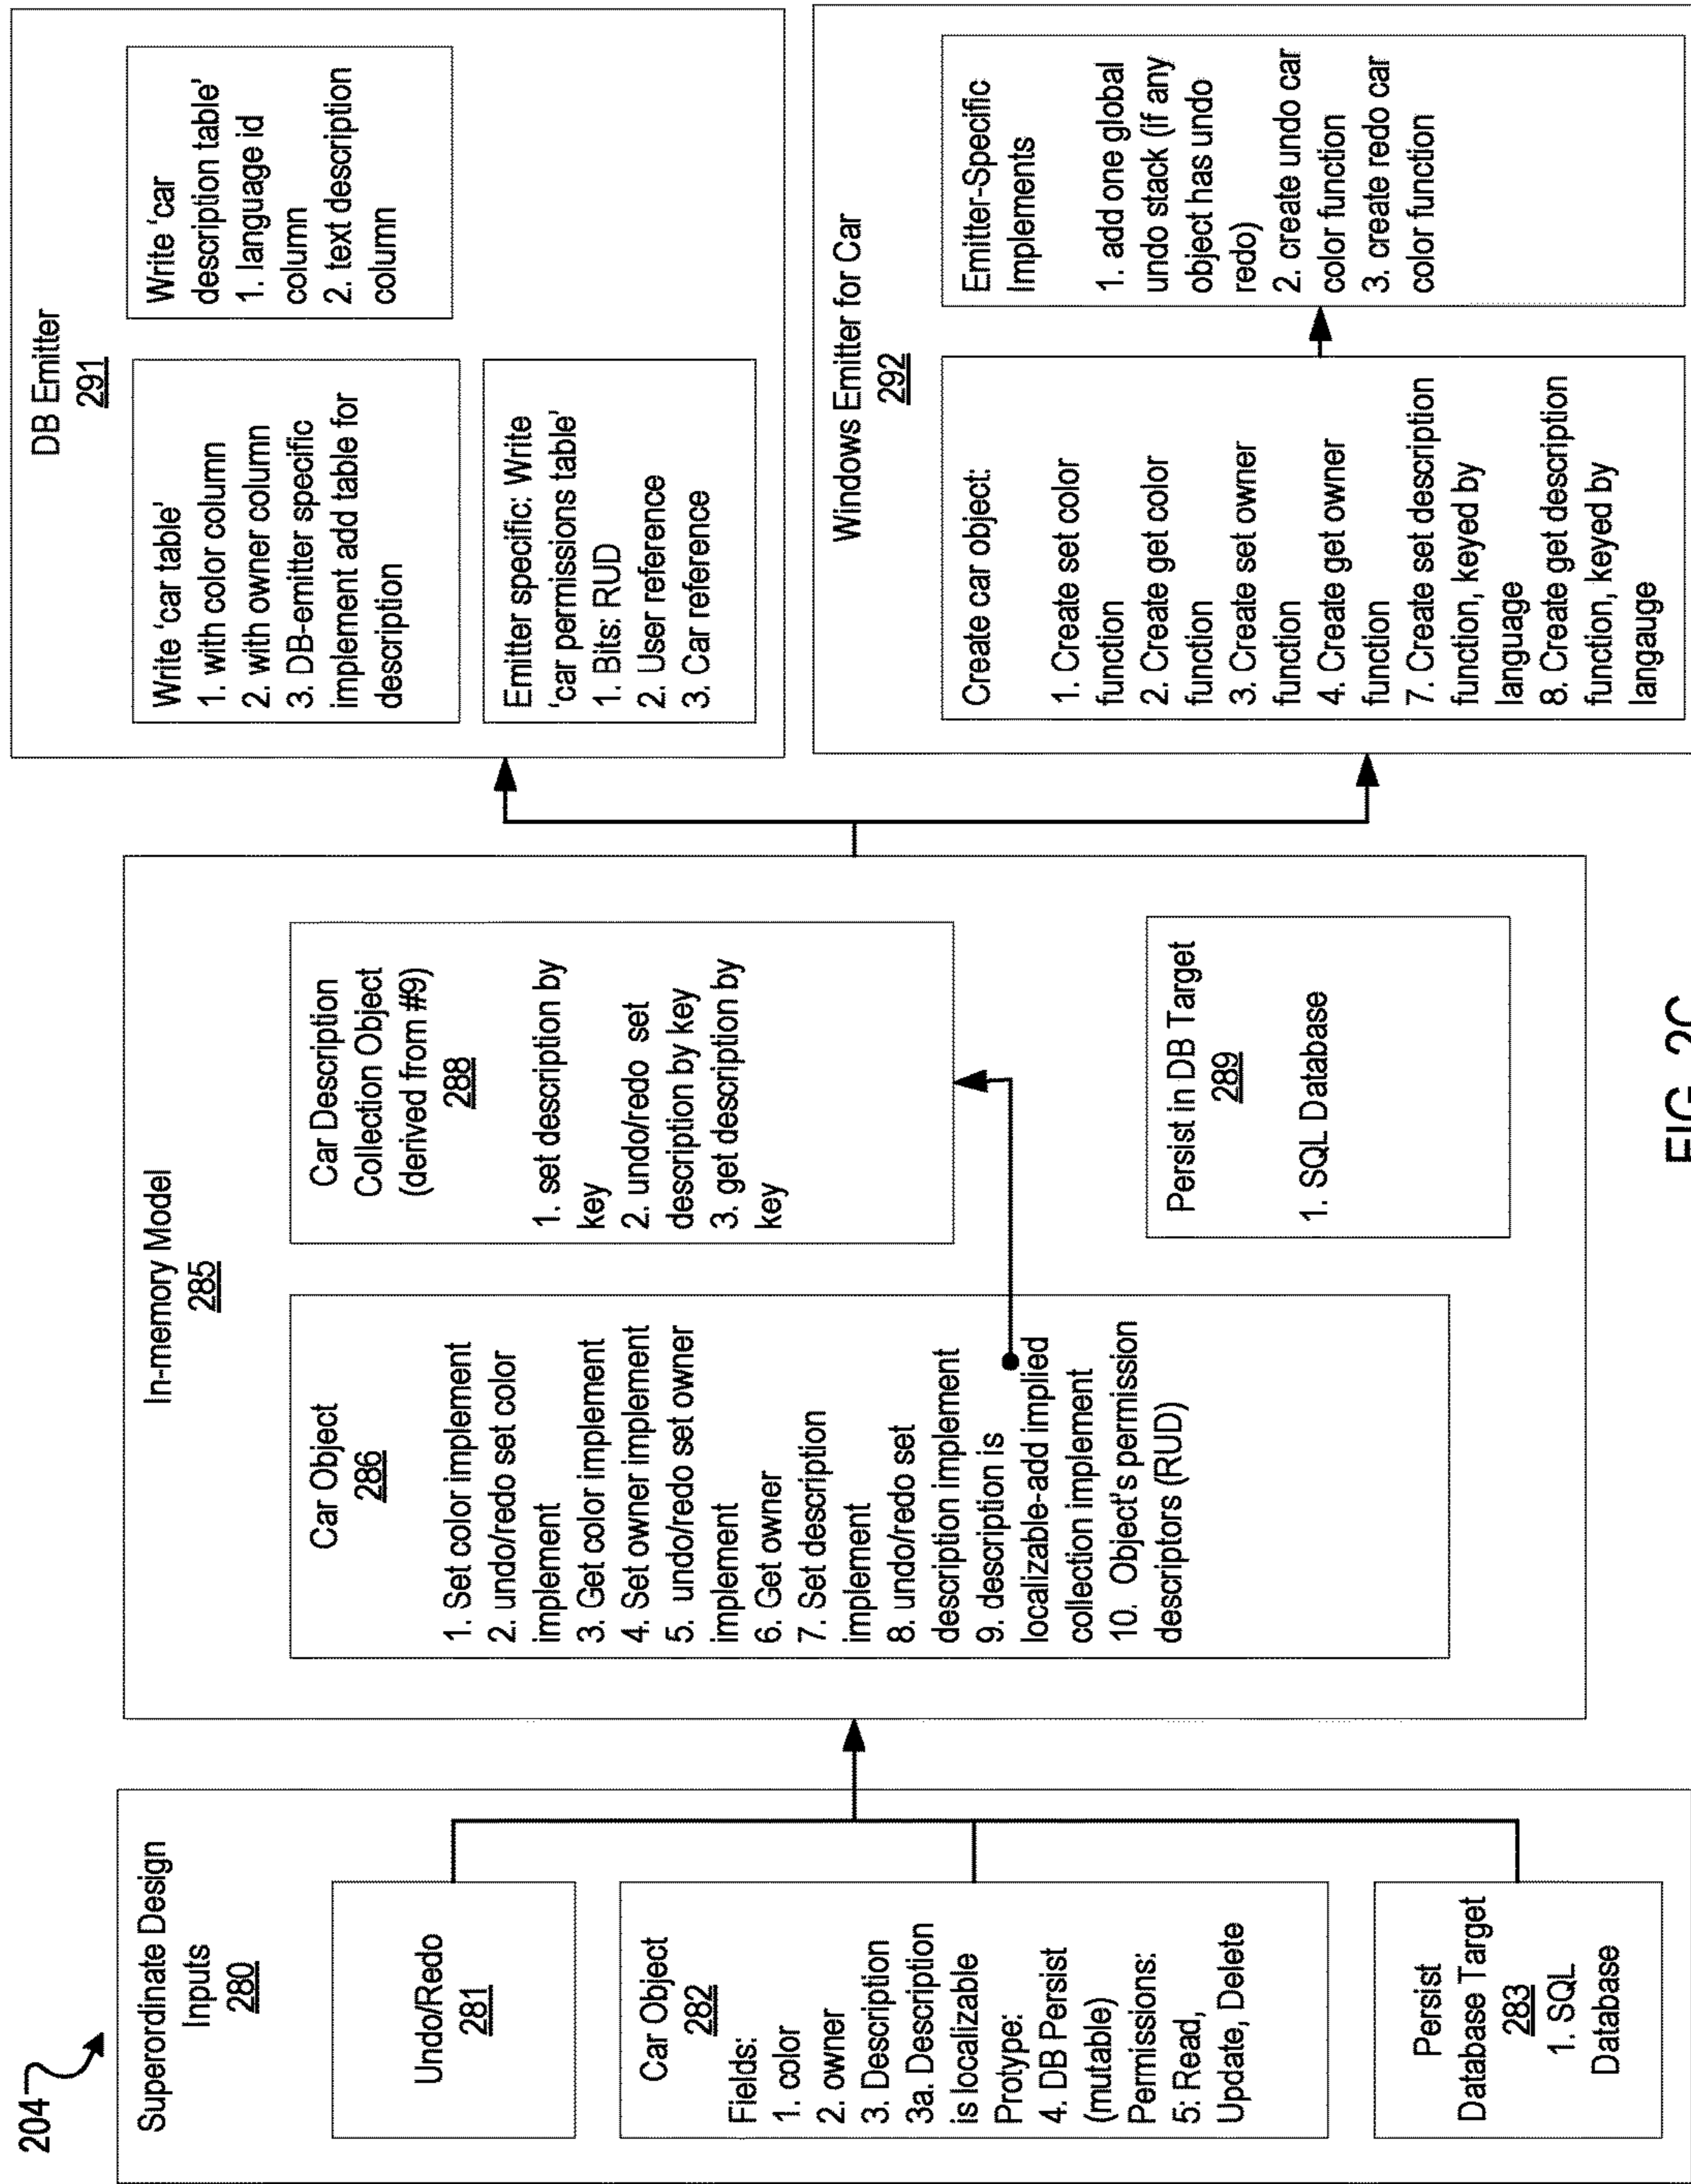 204
Superordinate Design
Inputs
280
Undo/Redo
281
Car Object
282
Fields:
1. color
2. owner
3. Description
3a. Description
is localizable
Protype:
4. DB Persist
(mutable)
Permissions:
5: Read,
Update, Delete
Persist
Database Target
283
1. SQL
Database
In-memory Model
285
Car Object
286
1. Set color implement
2. undo/redo set color
implement
3. Get color implement
4. Set owner implement
5. undo/redo set owner
implement
6. Get owner
7. Set description
implement
8. undo/redo set
description implement
9. description is
localizable-add implied
collection implement
10. Object's permission
descriptors (RUD)
Car Description
Collection Object
(derived from #9)
288
1. set description by
key
2. undo/redo set
description by key
3. get description by
key
Persist in DB Target
289
1. SQL Database
DB Emitter
291
Write 'car table'
1. with color column
2. with owner column
3. DB-emitter specific
implement add table for
description
Write 'car
description table'
1. language id
column
2. text description
column
Emitter specific: Write
'car permissions table'
1. Bits: RUD
2. User reference
3. Car reference
Windows Emitter for Car
292
Create car object:
1. Create set color
function
2. Create get color
function
3. Create set owner
function
4. Create get owner
function
7. Create set description
function, keyed by
language
8. Create get description
function, keyed by
langauge
Emitter-Specific
Implements
1. add one global
undo stack (if any
object has undo
redo)
2. create undo car
color function
3. create redo car
color function
FIG. 2C